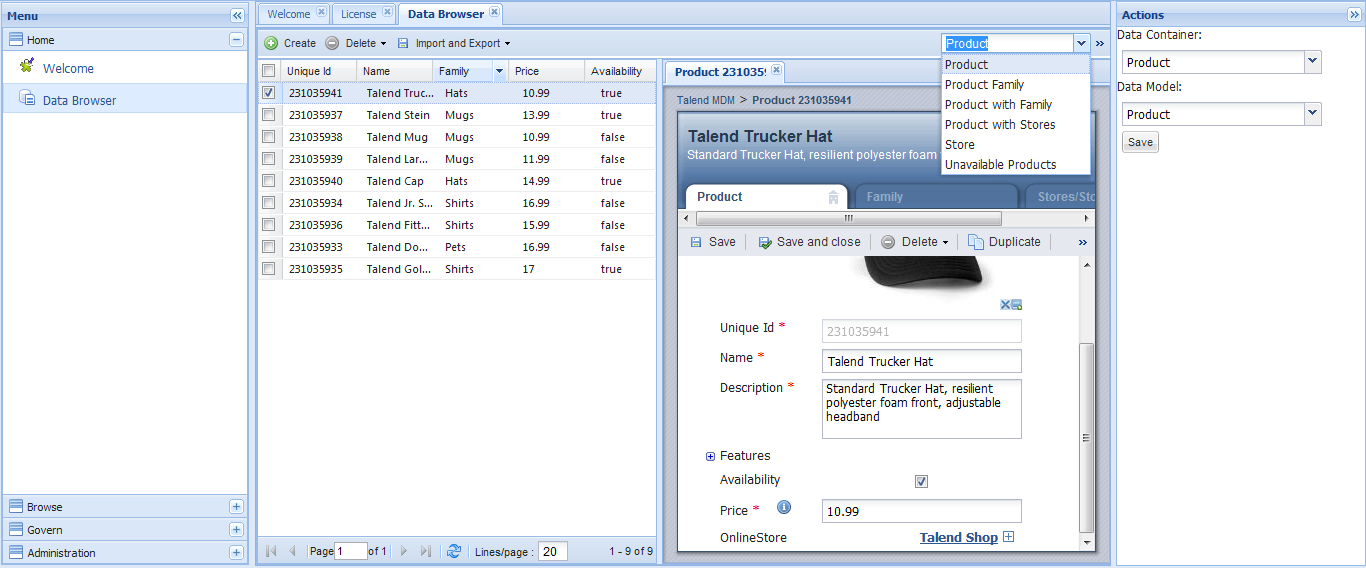 Menu
Home
Welcome
Data Browser
Browse
Govern
Administration
Welcome
License
Data Browser
Create
Delete
Import and Export
Product
»
Product
Product Family
Product with Family
Product with Stores
Store
Unavailable Products
Unique Id Name Family Price Availability
231035941 Talend Truc... Hats 10.99 true
231035937 Talend Stein Mugs 13.99 true
231035938 Talend Mug Mugs 10.99 false
231035939 Talend Lar... Mugs 11.99 false
231035940 Talend Cap Hats 14.99 true
231035934 Talend Jr. S... Shirts 16.99 false
231035936 Talend Fitt... Shirts 15.99 false
231035933 Talend Do... Pets 16.99 false
231035935 Talend Gol... Shirts 17 true
Page 1 of 1
Lines/page : 20
1 - 9 of 9
Product 231035
Talend MDM > Product 231035941
Talend Trucker Hat
Standard Trucker Hat, resilient polyester foam
Product
Family
Stores/Sto
Save
Save and close
Delete
Duplicate
»
Unique Id * 231035941
Name * Talend Trucker Hat
Description * Standard Trucker Hat, resilient
polyester foam front, adjustable
headband
Features
Availability
Price * 10.99
OnlineStore Talend Shop
Actions
Data Container:
Product
Data Model:
Product
Save